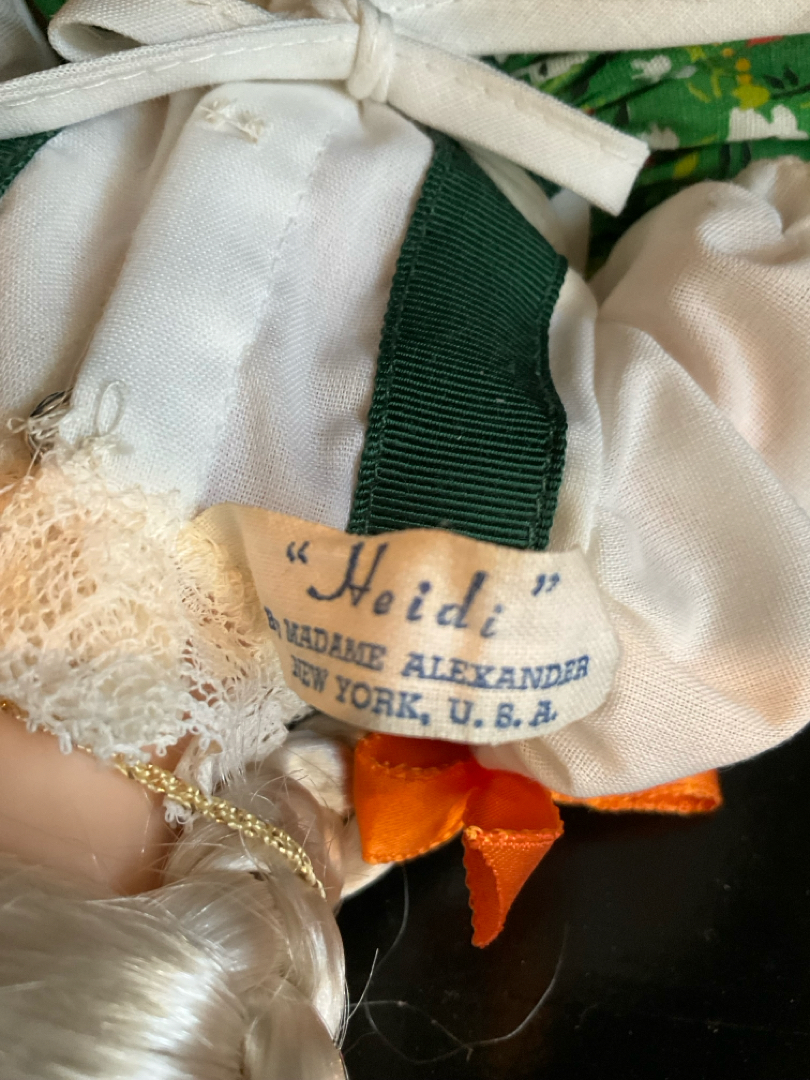 "Heidi"
By MADAME ALEXANDER
NEW YORK, U. S. A.